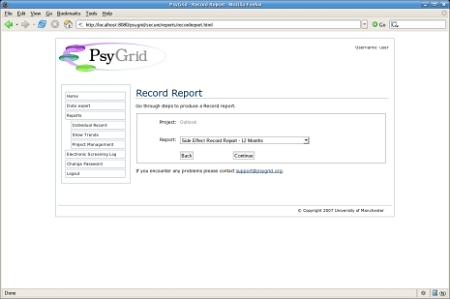 PsyGrid - Record Report - Mozilla Firefox
File Edit View Go Bookmarks Tools Help
http://localhost:8080/psygrid/secure/reports/recordreport.html
Go
PsyGrid
Username: user
Home
Data export
Reports
Individual Record
Show Trends
Project Management
Electronic Screening Log
Change Password
Logout
Record Report
Go through steps to produce a Record report.
Project: Outlook
Report: Side Effect Record Report - 12 Months
Back Continue
If you encounter any problems please contact support@psygrid.org
© Copyright 2007 University of Manchester
Done